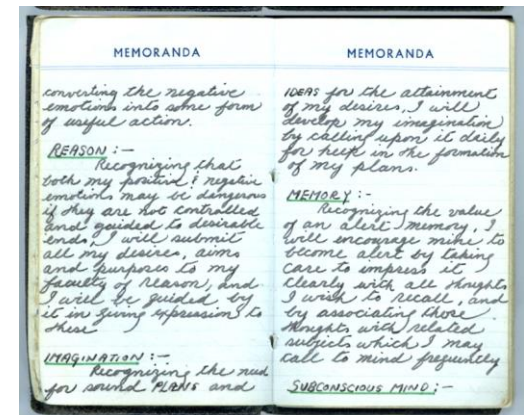 MEMORANDA
converting the negative
emotions into some form
of useful action.
REASON :-
Recognizing that
both my positive & negative
emotions may be dangerous
if they are not controlled
and guided to desirable
ends, I will submit
all my desires, aims
and purposes to my
faculty of reason, and
I will be guided by
it in giving expression to
these
IMAGINATION :-
Recognizing the need
for sound PLANS and
MEMORANDA
IDEAS for the attainment
of my desires, I will
develop my imagination
by calling upon it daily
for help in the formation
of my plans.
MEMORY :-
Recognizing the value
of an alert memory, I
will encourage mine to
become alert by taking
care to impress it
clearly with all thoughts
I wish to recall, and
by associating those
thoughts with related
subjects which I may
call to mind frequently
SUBCONSCIOUS MIND :-